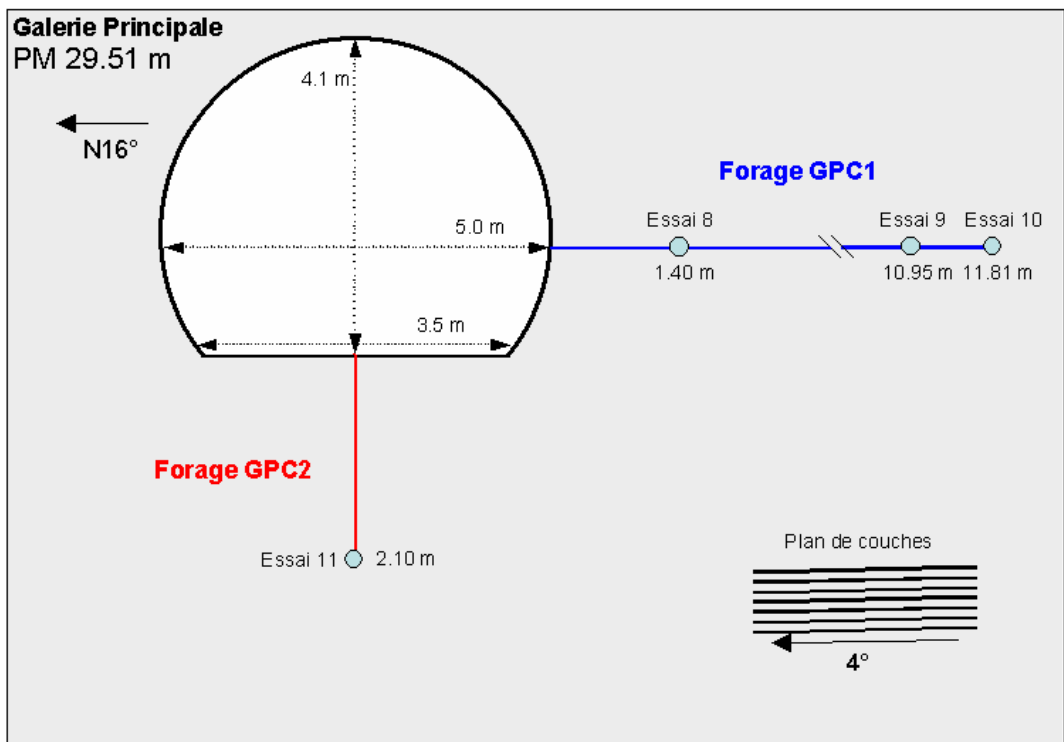 Galerie Principale
PM 29.51 m
4.1 m
N16°
Forage GPC1
5.0 m
Essai 8
Essai 9
Essai 10
1.40 m
10.95 m
11.81 m
3.5 m
Forage GPC2
Essai 11
2.10 m
Plan de couches
4°